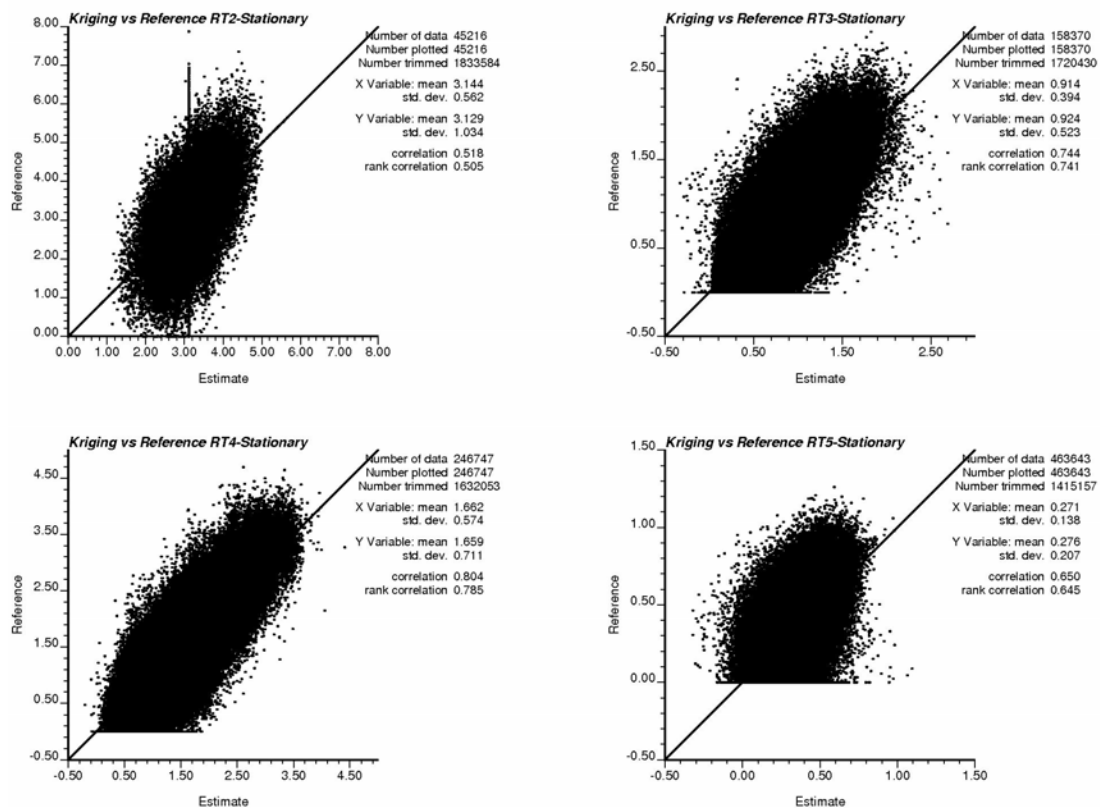 Kriging vs Reference RT2-Stationary
8.00
7.00
6.00
5.00
4.00
3.00
2.00
1.00
0.00
Reference
0.00 1.00 2.00 3.00 4.00 5.00 6.00 7.00 8.00
Estimate
Number of data 45216
Number plotted 45216
Number trimmed 1833584
X Variable: mean 3.144
std. dev. 0.562
Y Variable: mean 3.129
std. dev. 1.034
correlation 0.518
rank correlation 0.505
Kriging vs Reference RT3-Stationary
2.50
1.50
0.50
-0.50
Reference
-0.50 0.50 1.50 2.50
Estimate
Number of data 158370
Number plotted 158370
Number trimmed 1720430
X Variable: mean 0.914
std. dev. 0.394
Y Variable: mean 0.924
std. dev. 0.523
correlation 0.744
rank correlation 0.741
Kriging vs Reference RT4-Stationary
4.50
3.50
2.50
1.50
0.50
-0.50
Reference
-0.50 0.50 1.50 2.50 3.50 4.50
Estimate
Number of data 246747
Number plotted 246747
Number trimmed 1632053
X Variable: mean 1.662
std. dev. 0.574
Y Variable: mean 1.659
std. dev. 0.711
correlation 0.804
rank correlation 0.785
Kriging vs Reference RT5-Stationary
1.50
1.00
0.50
0.00
-0.50
Reference
-0.50 0.00 0.50 1.00 1.50
Estimate
Number of data 463643
Number plotted 463643
Number trimmed 1415157
X Variable: mean 0.271
std. dev. 0.138
Y Variable: mean 0.276
std. dev. 0.207
correlation 0.650
rank correlation 0.645